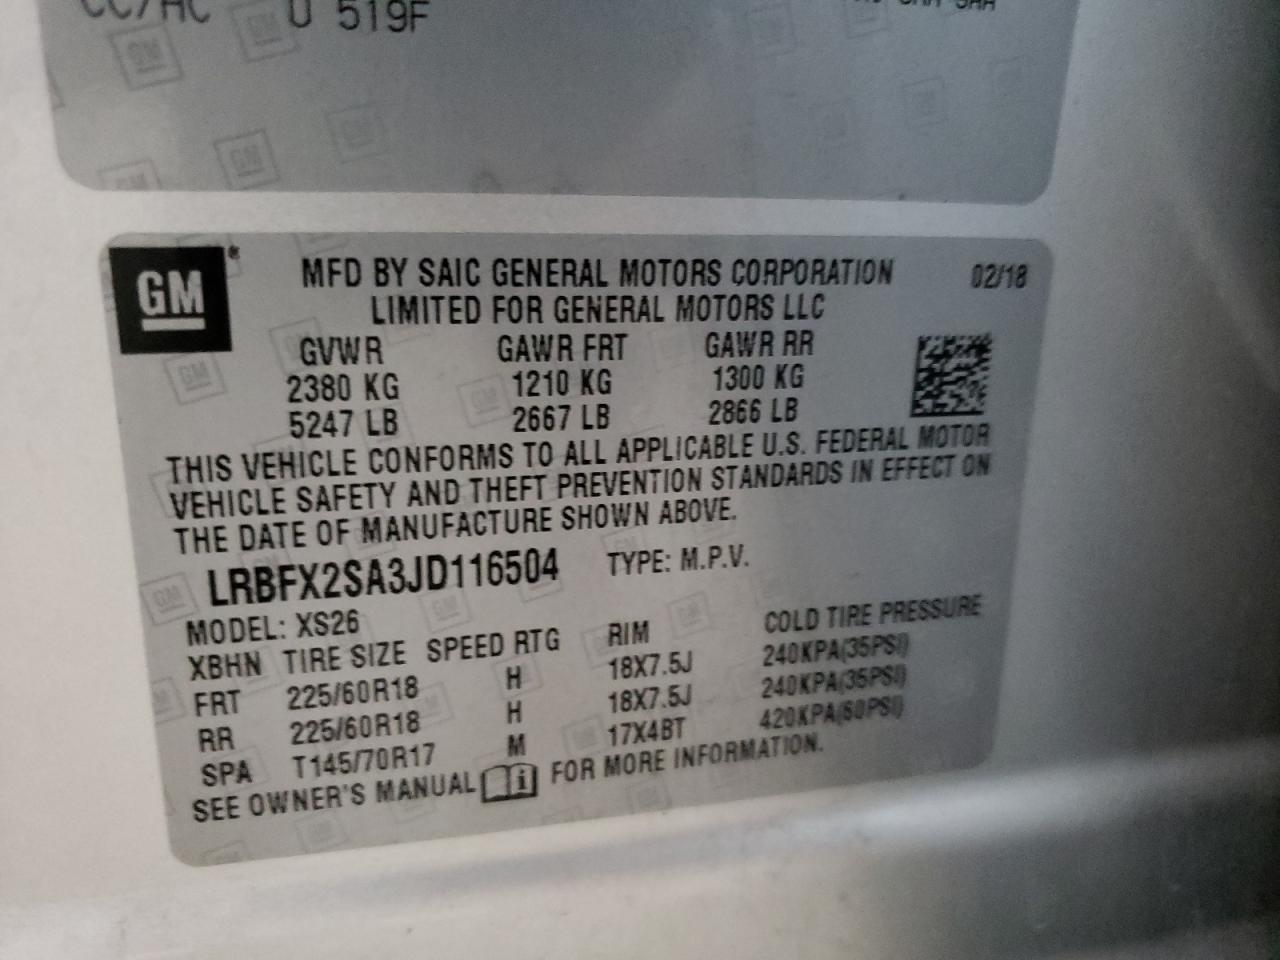 U 519F
GM
MFD BY SAIC GENERAL MOTORS CORPORATION 02/18
LIMITED FOR GENERAL MOTORS LLC
GVWR GAWR FRT GAWR RR
2380 KG 1210 KG 1300 KG
5247 LB 2667 LB 2866 LB
THIS VEHICLE CONFORMS TO ALL APPLICABLE U.S. FEDERAL MOTOR
VEHICLE SAFETY AND THEFT PREVENTION STANDARDS IN EFFECT ON
THE DATE OF MANUFACTURE SHOWN ABOVE.
LRBFX2SA3JD116504 TYPE: M.P.V.
MODEL: XS26
XBHN TIRE SIZE SPEED RTG RIM COLD TIRE PRESSURE
FRT 225/60R18 H 18X7.5J 240KPA(35PSI)
RR 225/60R18 H 18X7.5J 240KPA(35PSI)
SPA T145/70R17 M 17X4BT 420KPA(60PSI)
SEE OWNER'S MANUAL i FOR MORE INFORMATION.